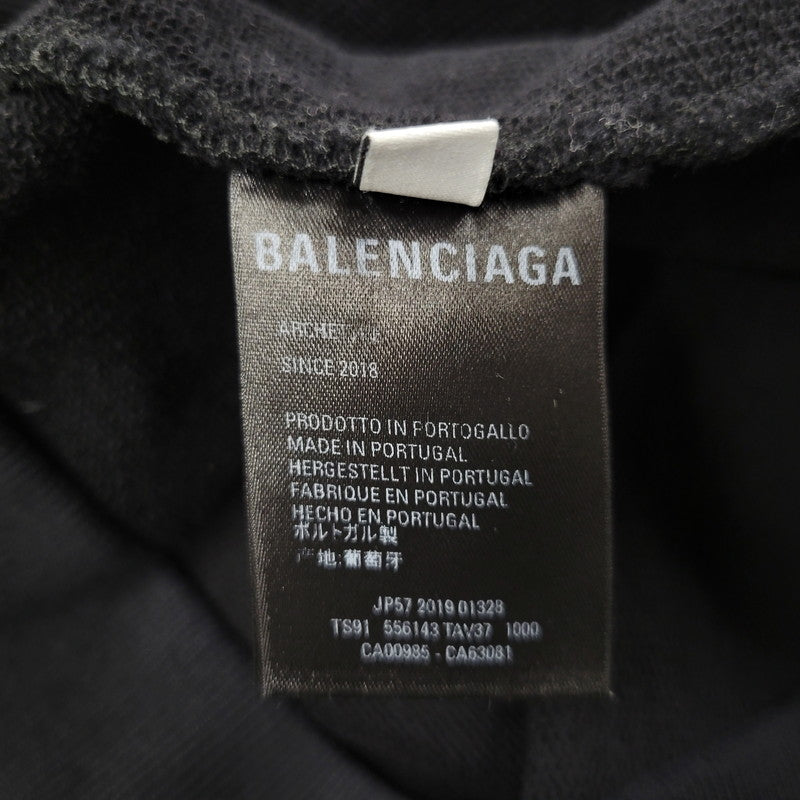 BALENCIAGA
SINCE 2018
PRODOTTO IN PORTOGALLO
MADE IN PORTUGAL
HERGESTELLT IN PORTUGAL
FABRIQUE EN PORTUGAL
HECHO EN PORTUGAL
ポルトガル製
产地:葡萄牙
JP57 2019 01328
TS91 556143 TAV37 1000
CA00985 - CA63081